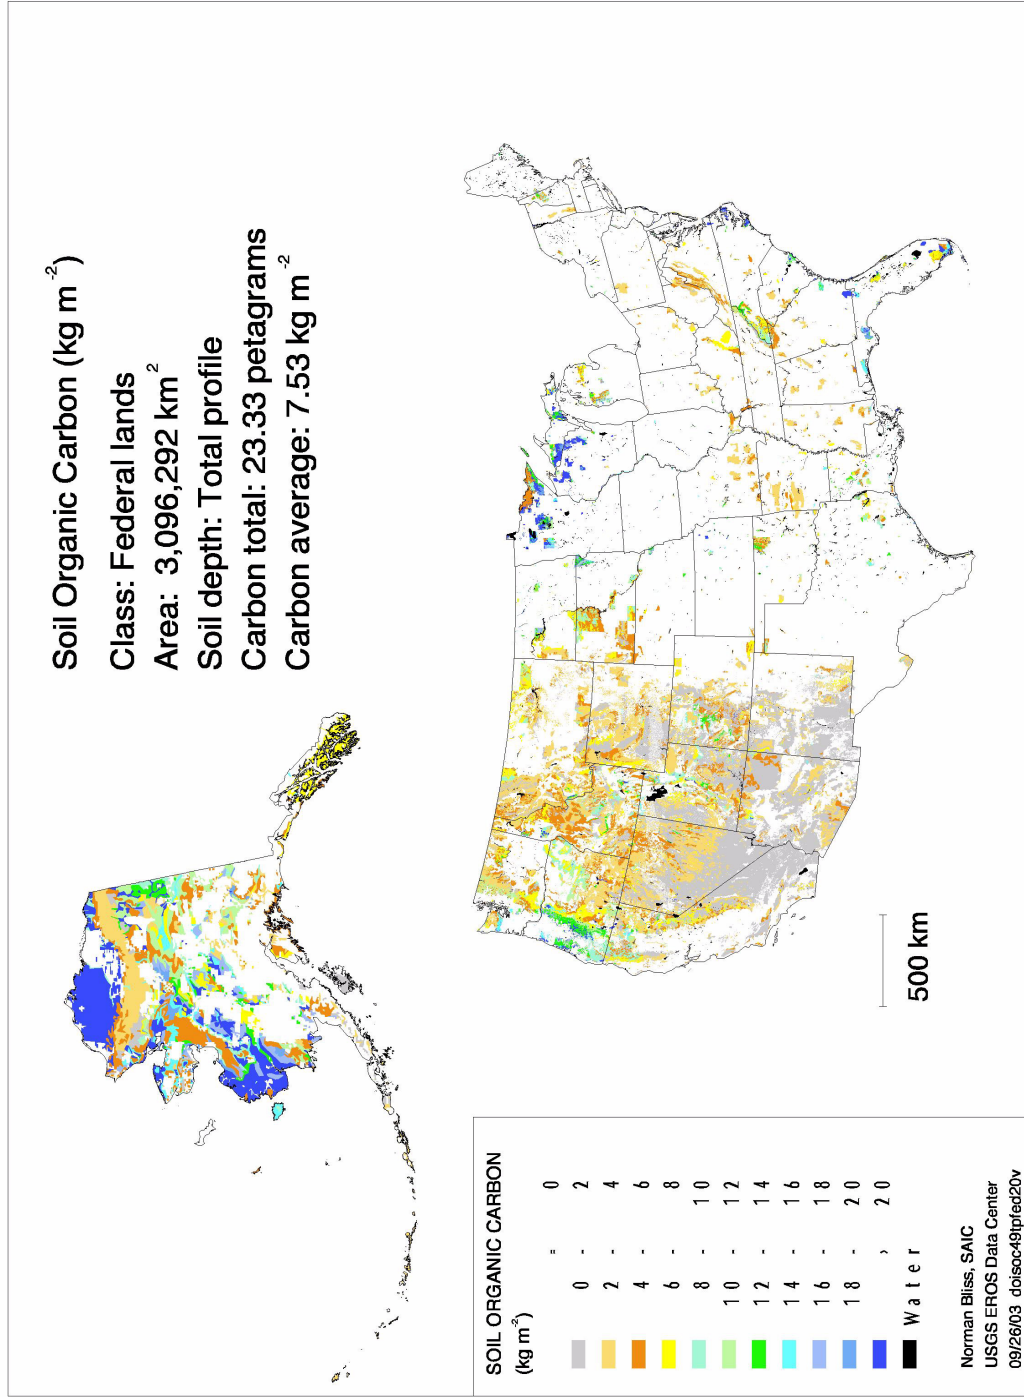 Soil Organic Carbon (kg m⁻²)
Class: Federal lands
Area: 3,096,292 km²
Soil depth: Total profile
Carbon total: 23.33 petagrams
Carbon average: 7.53 kg m⁻²
500 km
SOIL ORGANIC CARBON
(kg m⁻²)
= 0
0 - 2
2 - 4
4 - 6
6 - 8
8 - 10
10 - 12
12 - 14
14 - 16
16 - 18
18 - 20
> 20
Water
Norman Bliss, SAIC
USGS EROS Data Center
09/26/03 doisoc49tpfed20v